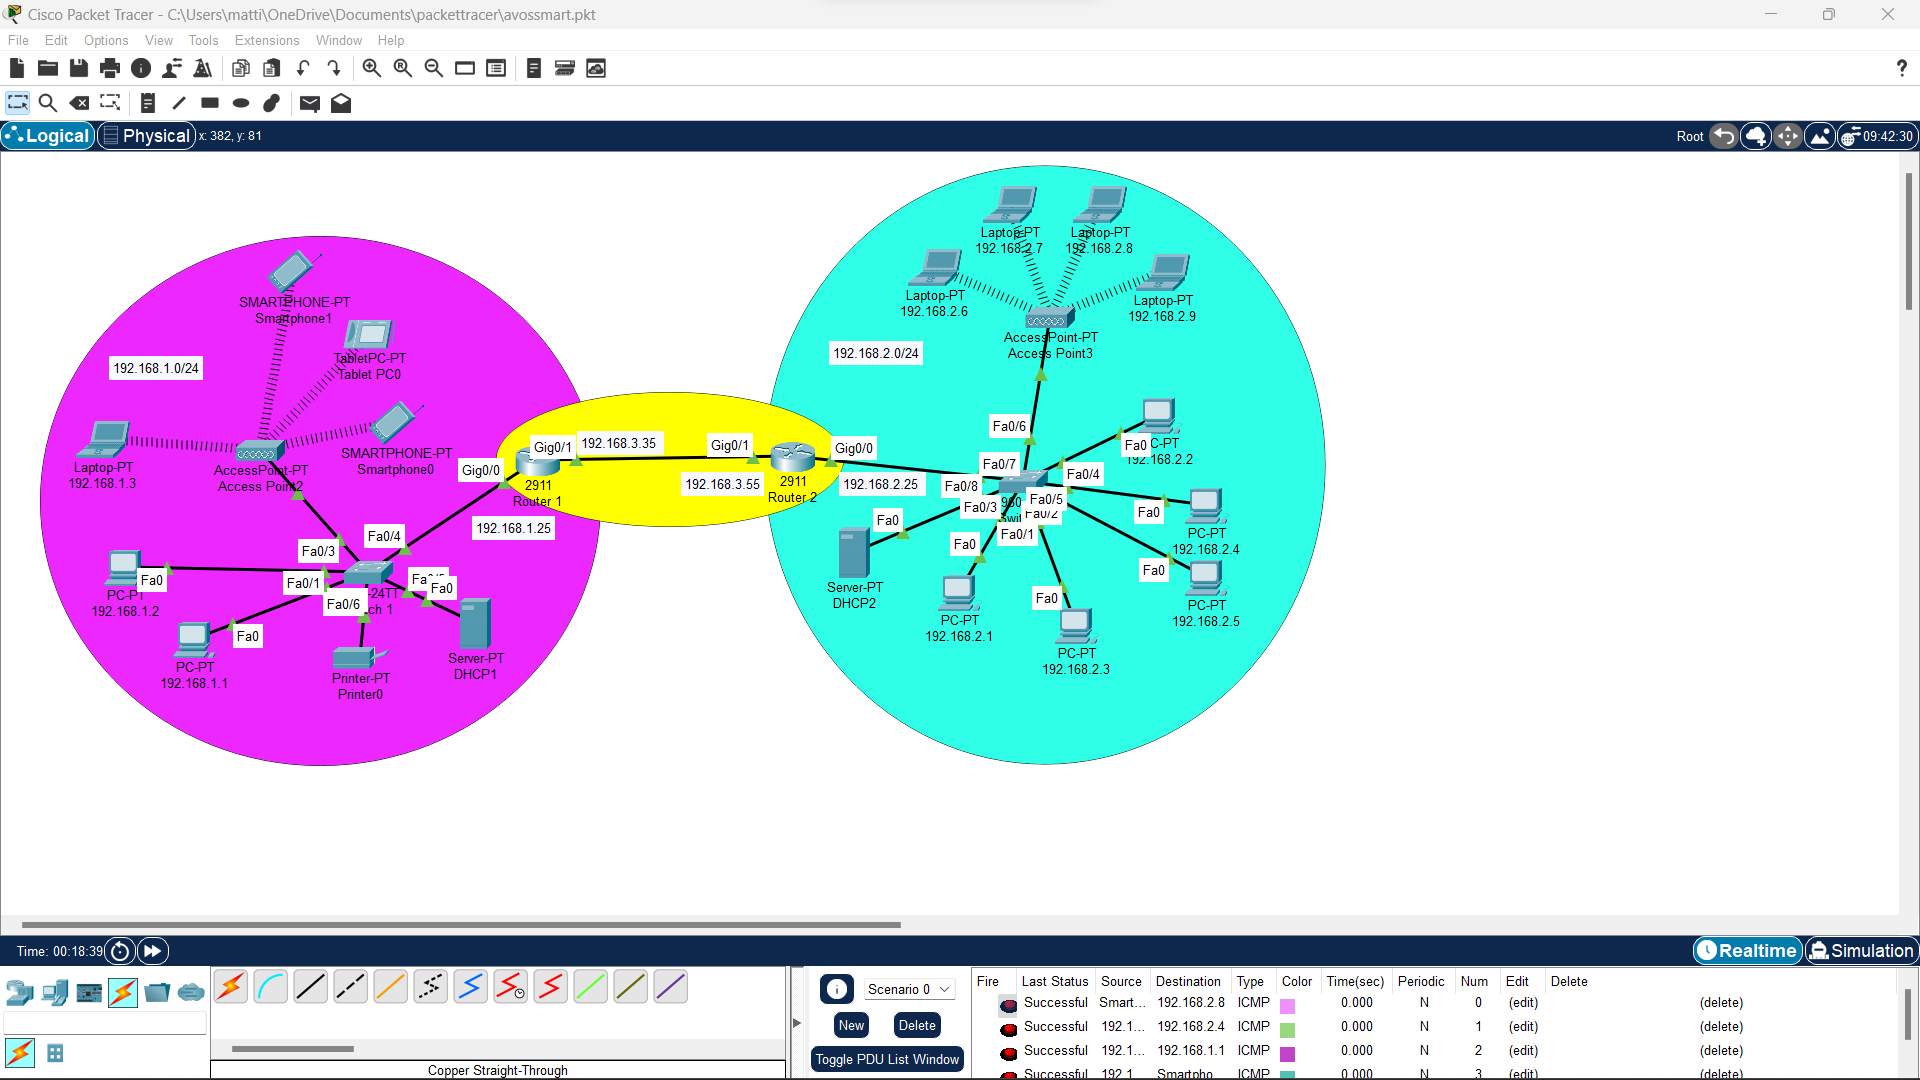 Cisco Packet Tracer - C:\Users\matti\OneDrive\Documents\packettracer\avossmart.pkt
File Edit Options View Tools Extensions Window Help
Logical Physical x: 382, y: 81 Root 09:42:30
SMARTPHONE-PT
Smartphone1
TabletPC-PT
Tablet PC0
192.168.1.0/24
Laptop-PT
192.168.1.3
AccessPoint-PT
Access Point2
SMARTPHONE-PT
Smartphone0
Fa0/3
Fa0/4
Fa0
PC-PT
192.168.1.2
Fa0/1
Fa0/6
Fa0
Fa0
PC-PT
192.168.1.1
Printer-PT
Printer0
Server-PT
DHCP1
Gig0/0
Gig0/1
192.168.3.35
2911
Router 1
192.168.1.25
Gig0/1
192.168.3.55
2911
Router 2
Gig0/0
192.168.2.25
Laptop-PT
192.168.2.7
Laptop-PT
192.168.2.8
Laptop-PT
192.168.2.6
Laptop-PT
192.168.2.9
AccessPoint-PT
Access Point3
192.168.2.0/24
Fa0/6
Fa0
192.168.2.2
Fa0/7
Fa0/4
Fa0/8
Fa0/5
Fa0/3
Fa0/2
Fa0/1
Fa0
PC-PT
192.168.2.4
Fa0
PC-PT
192.168.2.5
Fa0
Server-PT
DHCP2
Fa0
PC-PT
192.168.2.1
Fa0
PC-PT
192.168.2.3
Time: 00:18:39 Realtime Simulation
Scenario 0
New Delete
Toggle PDU List Window
Copper Straight-Through
Fire Last Status Source Destination Type Color Time(sec) Periodic Num Edit Delete
Successful Smart... 192.168.2.8 ICMP 0.000 N 0 (edit) (delete)
Successful 192.1... 192.168.2.4 ICMP 0.000 N 1 (edit) (delete)
Successful 192.1... 192.168.1.1 ICMP 0.000 N 2 (edit) (delete)
Successful 192.1 Smartpho ICMP 0.000 N 3 (edit) (delete)